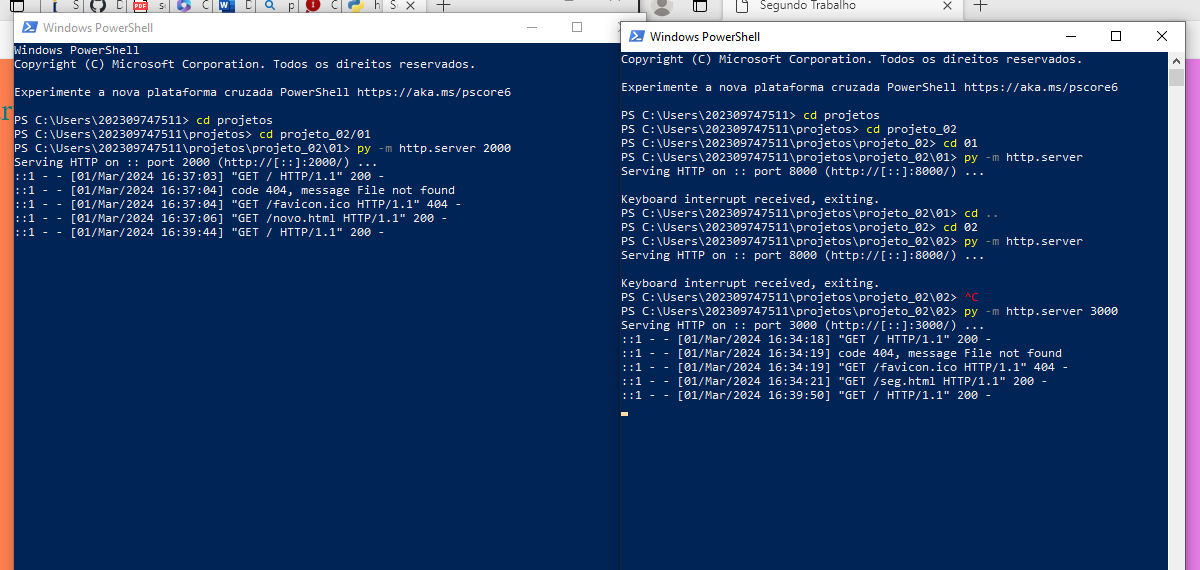 Segundo Trabalho
Windows PowerShell
Windows PowerShell
Copyright (C) Microsoft Corporation. Todos os direitos reservados.
Experimente a nova plataforma cruzada PowerShell https://aka.ms/pscore6
PS C:\Users\202309747511> cd projetos
PS C:\Users\202309747511\projetos> cd projeto_02/01
PS C:\Users\202309747511\projetos\projeto_02\01> py -m http.server 2000
Serving HTTP on :: port 2000 (http://[::]:2000/) ...
::1 - - [01/Mar/2024 16:37:03] "GET / HTTP/1.1" 200 -
::1 - - [01/Mar/2024 16:37:04] code 404, message File not found
::1 - - [01/Mar/2024 16:37:04] "GET /favicon.ico HTTP/1.1" 404 -
::1 - - [01/Mar/2024 16:37:06] "GET /novo.html HTTP/1.1" 200 -
::1 - - [01/Mar/2024 16:39:44] "GET / HTTP/1.1" 200 -
Windows PowerShell
Copyright (C) Microsoft Corporation. Todos os direitos reservados.
Experimente a nova plataforma cruzada PowerShell https://aka.ms/pscore6
PS C:\Users\202309747511> cd projetos
PS C:\Users\202309747511\projetos> cd projeto_02
PS C:\Users\202309747511\projetos\projeto_02> cd 01
PS C:\Users\202309747511\projetos\projeto_02\01> py -m http.server
Serving HTTP on :: port 8000 (http://[::]:8000/) ...
Keyboard interrupt received, exiting.
PS C:\Users\202309747511\projetos\projeto_02\01> cd ..
PS C:\Users\202309747511\projetos\projeto_02> cd 02
PS C:\Users\202309747511\projetos\projeto_02\02> py -m http.server
Serving HTTP on :: port 8000 (http://[::]:8000/) ...
Keyboard interrupt received, exiting.
PS C:\Users\202309747511\projetos\projeto_02\02> ^C
PS C:\Users\202309747511\projetos\projeto_02\02> py -m http.server 3000
Serving HTTP on :: port 3000 (http://[::]:3000/) ...
::1 - - [01/Mar/2024 16:34:18] "GET / HTTP/1.1" 200 -
::1 - - [01/Mar/2024 16:34:19] code 404, message File not found
::1 - - [01/Mar/2024 16:34:19] "GET /favicon.ico HTTP/1.1" 404 -
::1 - - [01/Mar/2024 16:34:21] "GET /seg.html HTTP/1.1" 200 -
::1 - - [01/Mar/2024 16:39:50] "GET / HTTP/1.1" 200 -